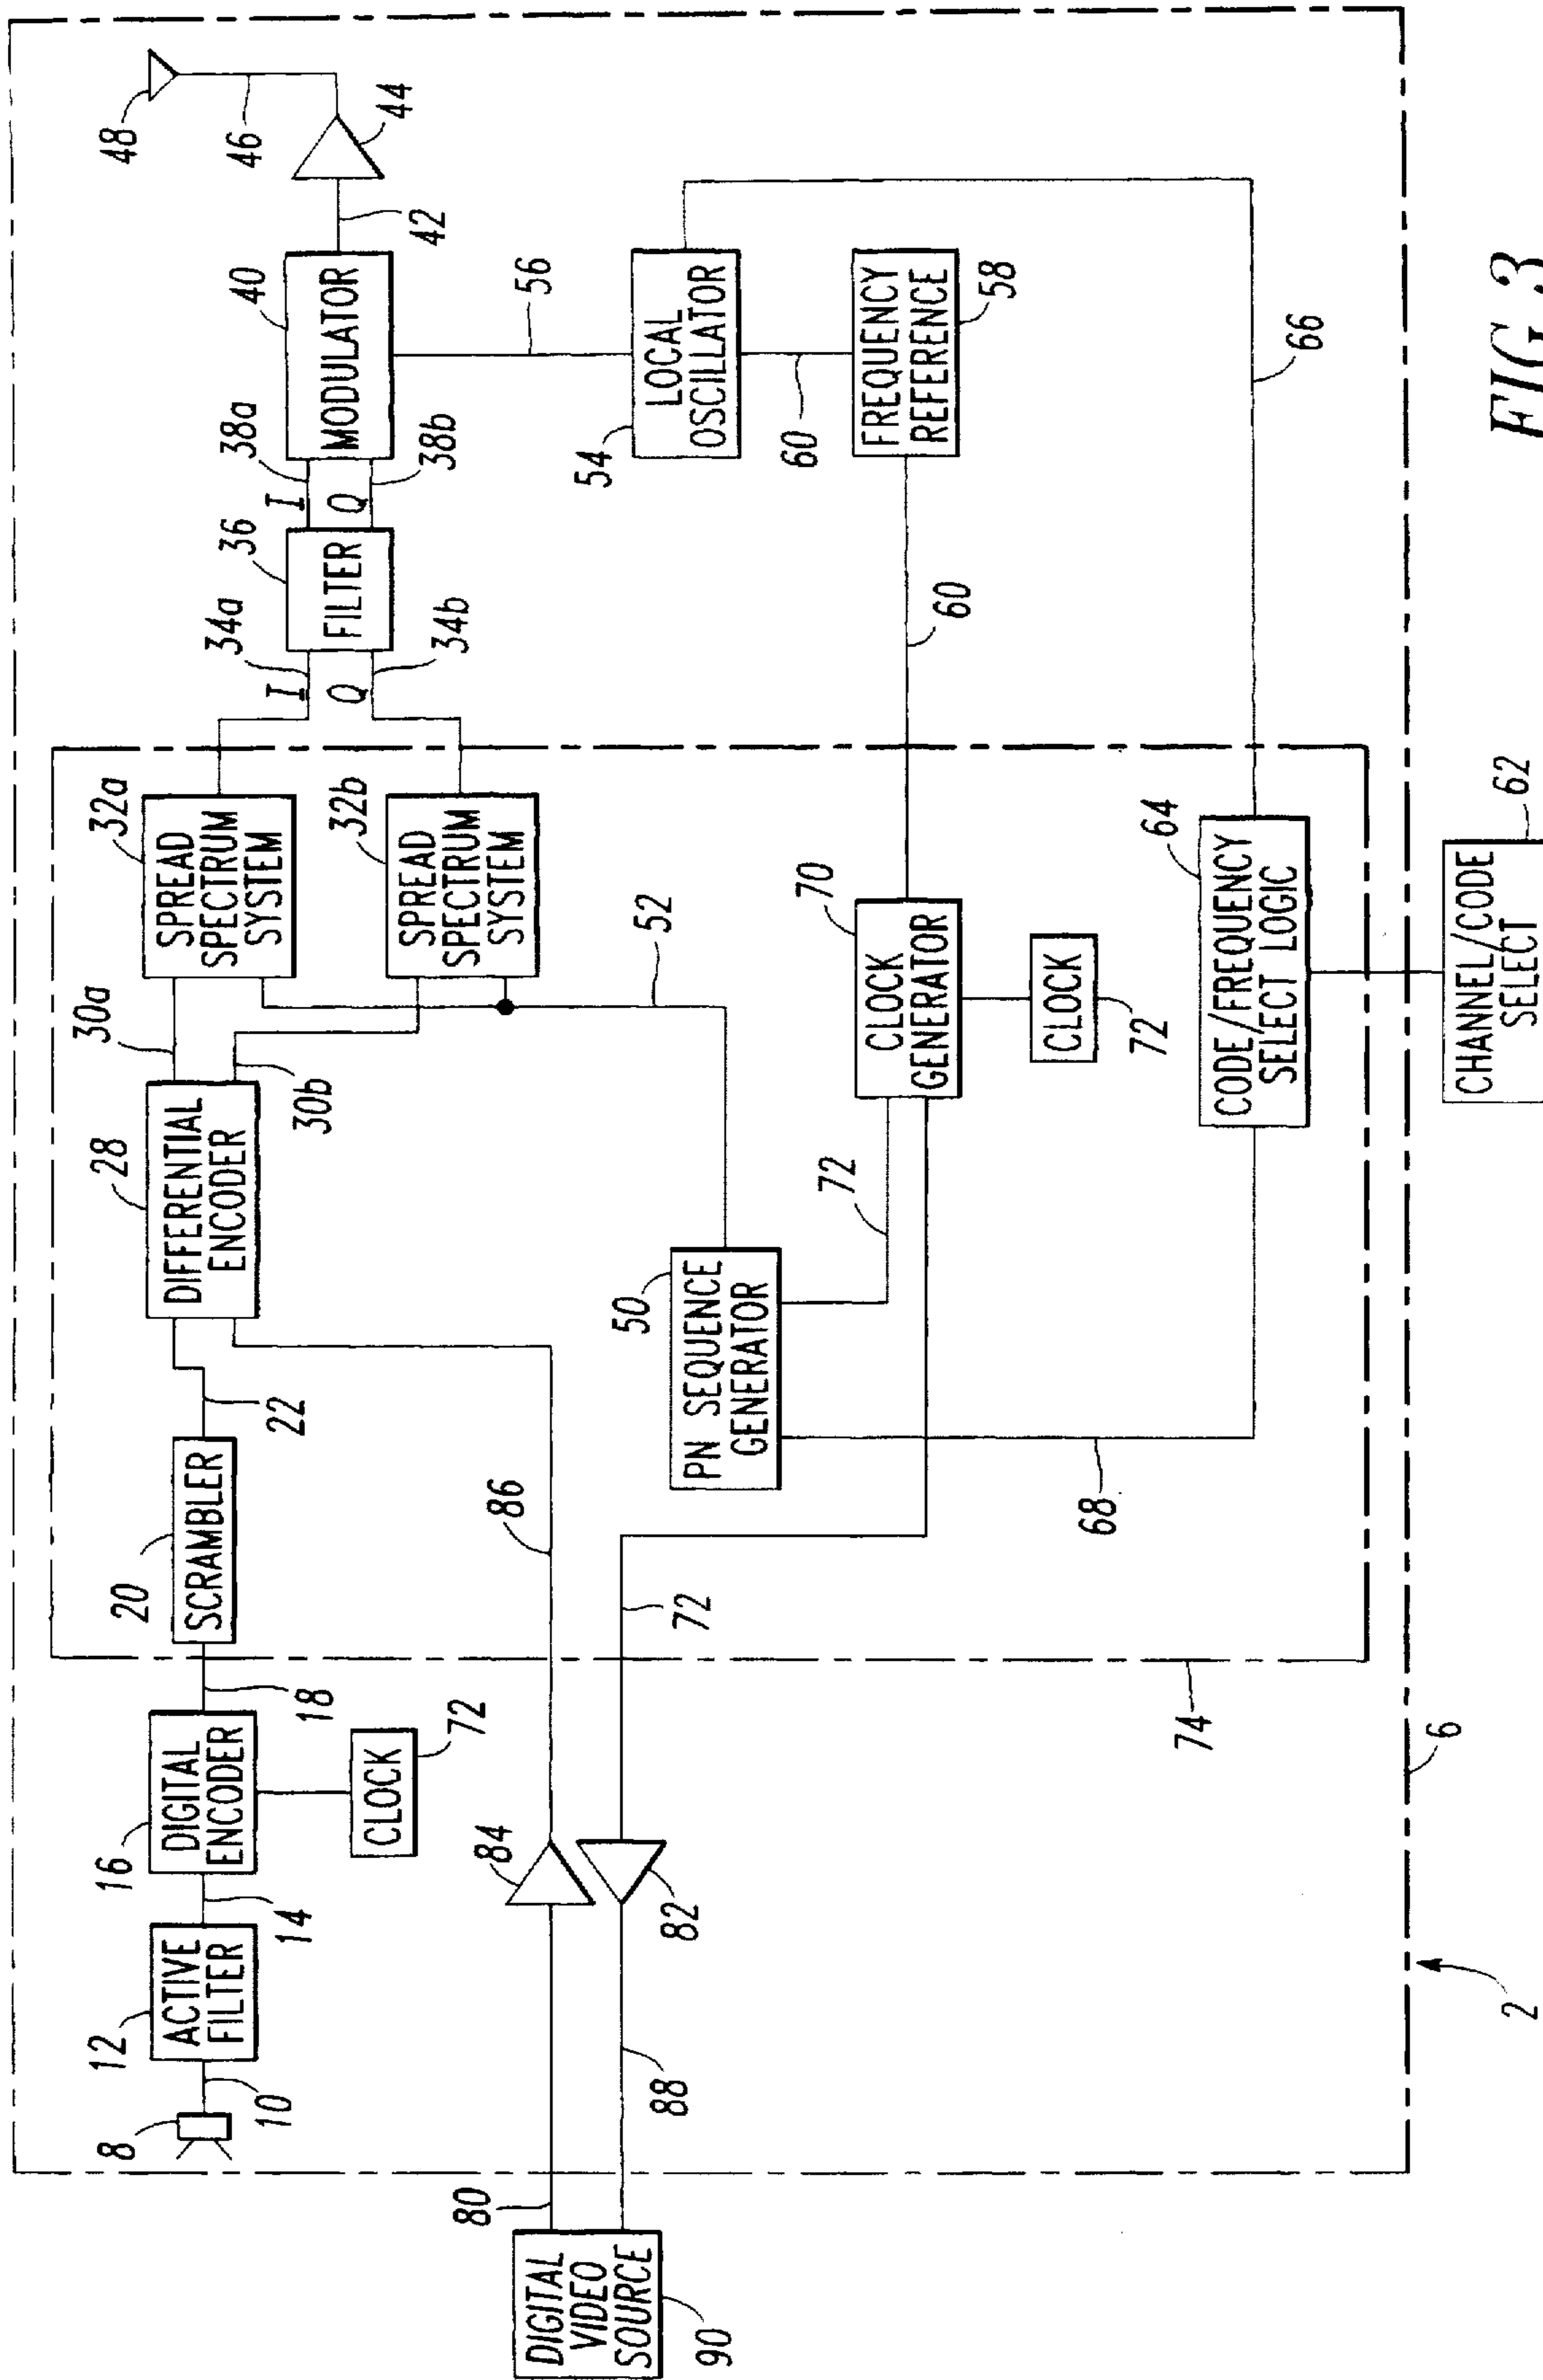 48
46
44
42
40
MODULATOR
38a
I
Q
38b
36
FILTER
34a
I
Q
34b
32a
SPREAD
SPECTRUM
SYSTEM
32b
SPREAD
SPECTRUM
SYSTEM
30a
30b
28
DIFFERENTIAL
ENCODER
22
20
SCRAMBLER
18
16
DIGITAL
ENCODER
CLOCK
72
14
12
ACTIVE
FILTER
10
8
56
LOCAL
OSCILLATOR
54
60
FREQUENCY
REFERENCE
58
60
66
52
50
PN SEQUENCE
GENERATOR
72
70
CLOCK
GENERATOR
CLOCK
72
64
CODE/FREQUENCY
SELECT LOGIC
68
CHANNEL/CODE
SELECT
62
86
84
72
82
74
80
88
DIGITAL
VIDEO
SOURCE
90
6
2
FIG.3